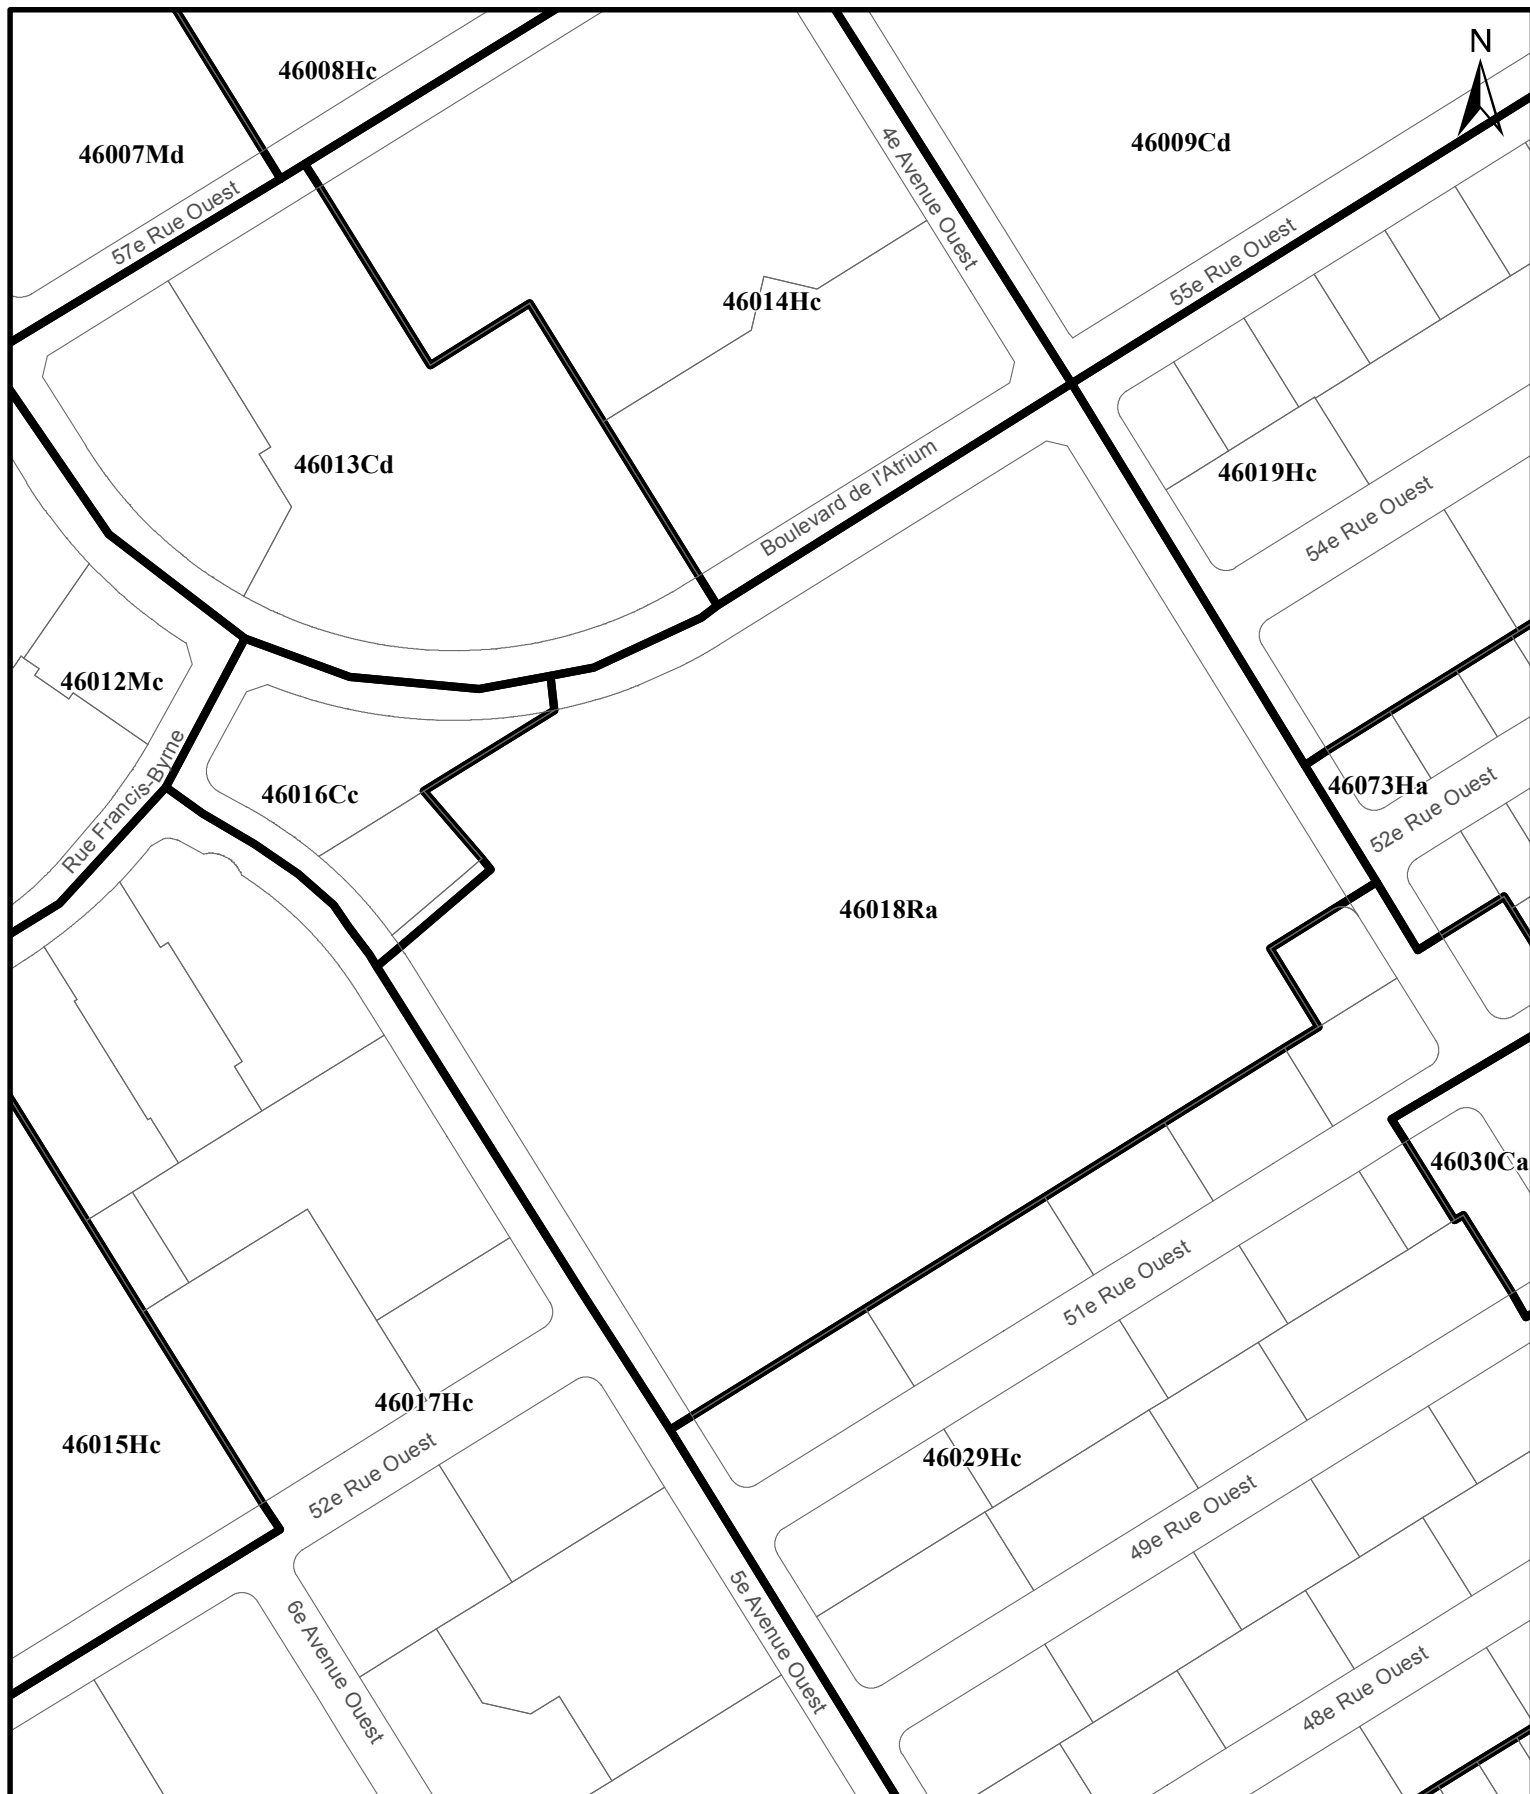 N
46008Hc
46007Md
46009Cd
4e Avenue Ouest
57e Rue Ouest
55e Rue Ouest
46014Hc
46013Cd
46019Hc
Boulevard de l'Atrium
54e Rue Ouest
46012Mc
46016Cc
46073Ha
Rue Francis-Byrne
52e Rue Ouest
46018Ra
46030Ca
51e Rue Ouest
46017Hc
46015Hc
46029Hc
52e Rue Ouest
49e Rue Ouest
5e Avenue Ouest
6e Avenue Ouest
48e Rue Ouest